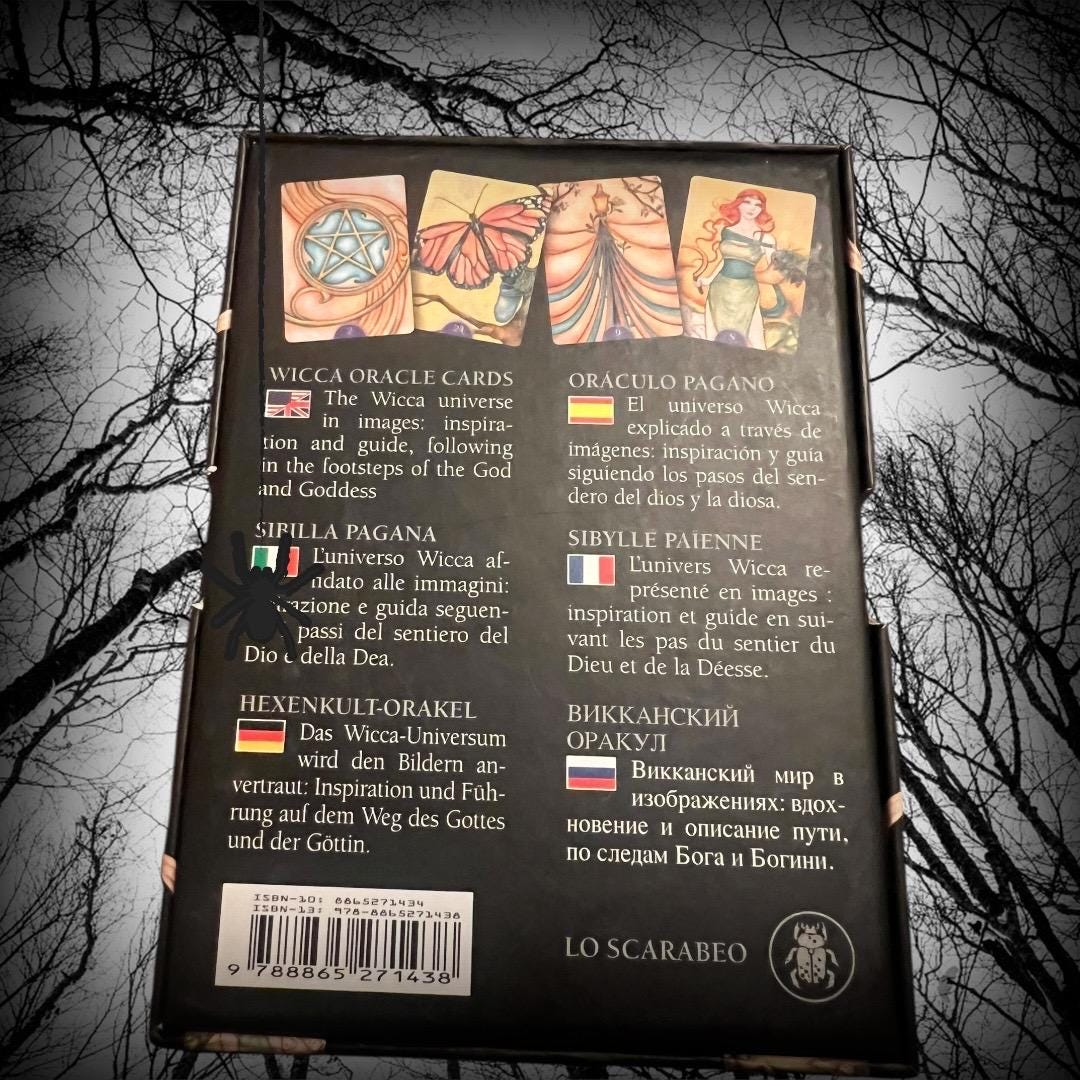 WICCA ORACLE CARDS
The Wicca universe
in images: inspira-
tion and guide, following
in the footsteps of the God
and Goddess
SIBILLA PAGANA
L'universo Wicca af-
alle immagini:
e guida seguen-
passi del sentiero del
Dio e della Dea.
HEXENKULT-ORAKEL
Das Wicca-Universum
wird den Bildern an-
vertraut: Inspiration und Füh-
rung auf dem Weg des Gottes
und der Göttin.
ORÁCULO PAGANO
El universo Wicca
explicado a través de
imágenes: inspiración y guía
siguiendo los pasos del sen-
dero del dios y la diosa.
SIBYLLE PAÏENNE
L'univers Wicca re-
présenté en images :
inspiration et guide en sui-
vant les pas du sentier du
Dieu et de la Déesse.
ВИККАНСКИЙ
ОРАКУЛ
Викканский мир в
изображениях: вдох-
новение и описание пути,
по следам Бога и Богини.
ISBN-10: 8865271434
ISBN-13: 978-8865271438
9 788865 271438
LO SCARABEO